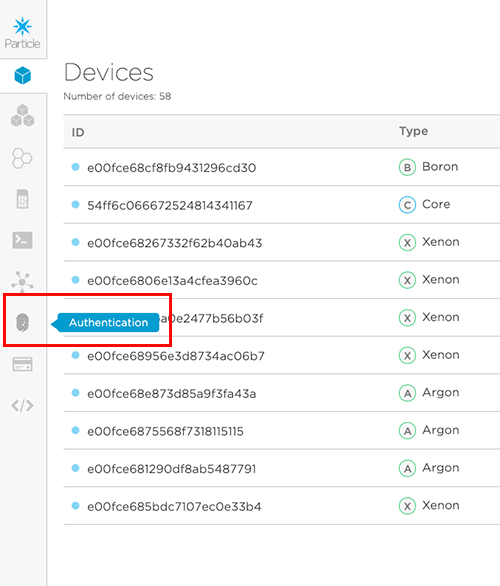 Particle
Devices
Number of devices: 58
ID Type
e00fce68cf8fb9431296cd30 B Boron
54ff6c066672524814341167 C Core
e00fce68267332f62b40ab43 X Xenon
e00fce6806e13a4cfea3960c X Xenon
Authentication a0e2477b56b03f X Xenon
e00fce68956e3d8734ac06b7 X Xenon
e00fce68e873d85a9f3fa43a A Argon
e00fce6875568f7318115115 A Argon
e00fce681290df8ab5487791 A Argon
e00fce685bdc7107ec0e33b4 X Xenon